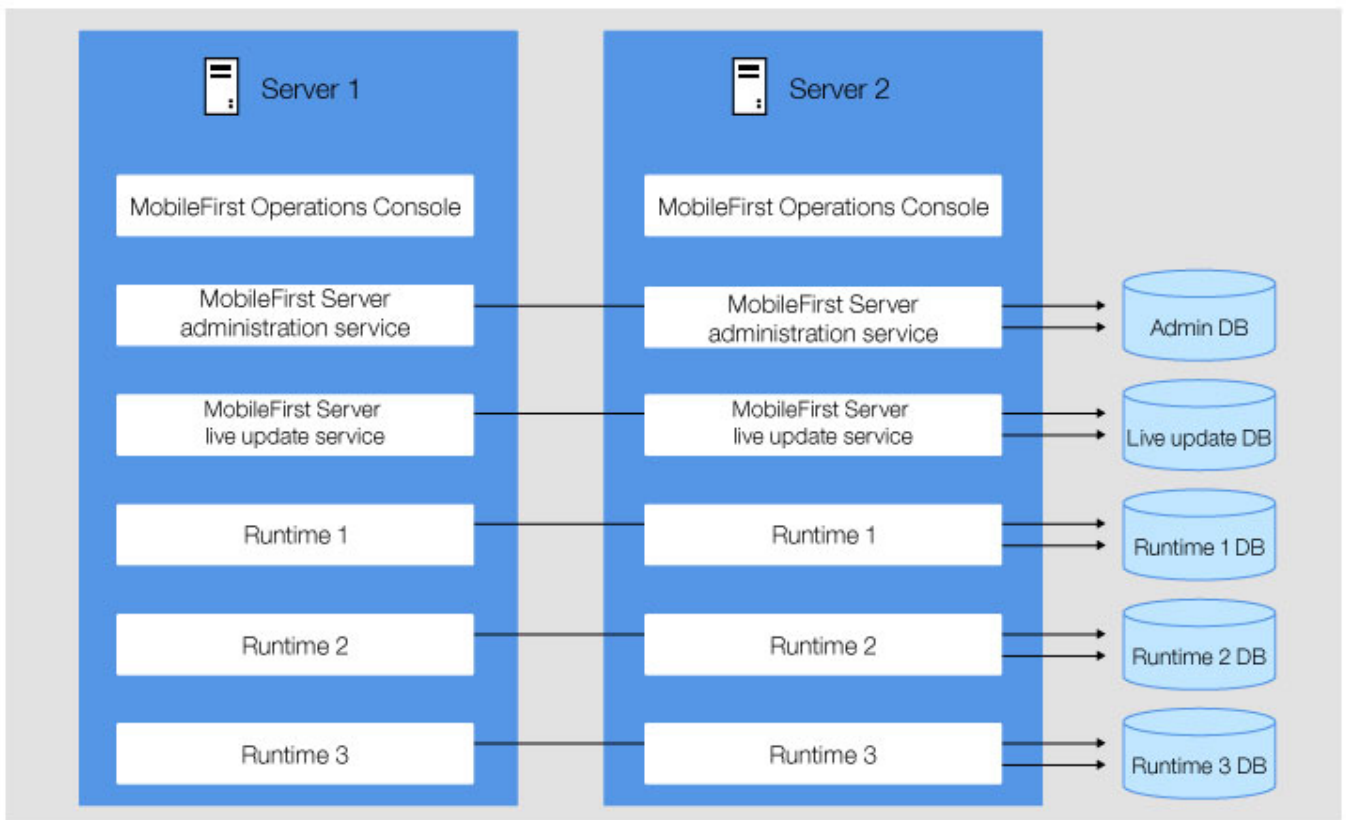 Server 1
MobileFirst Operations Console
MobileFirst Server
administration service
MobileFirst Server
live update service
Runtime 1
Runtime 2
Runtime 3
Server 2
MobileFirst Operations Console
MobileFirst Server
administration service
MobileFirst Server
live update service
Runtime 1
Runtime 2
Runtime 3
Admin DB
Live update DB
Runtime 1 DB
Runtime 2 DB
Runtime 3 DB